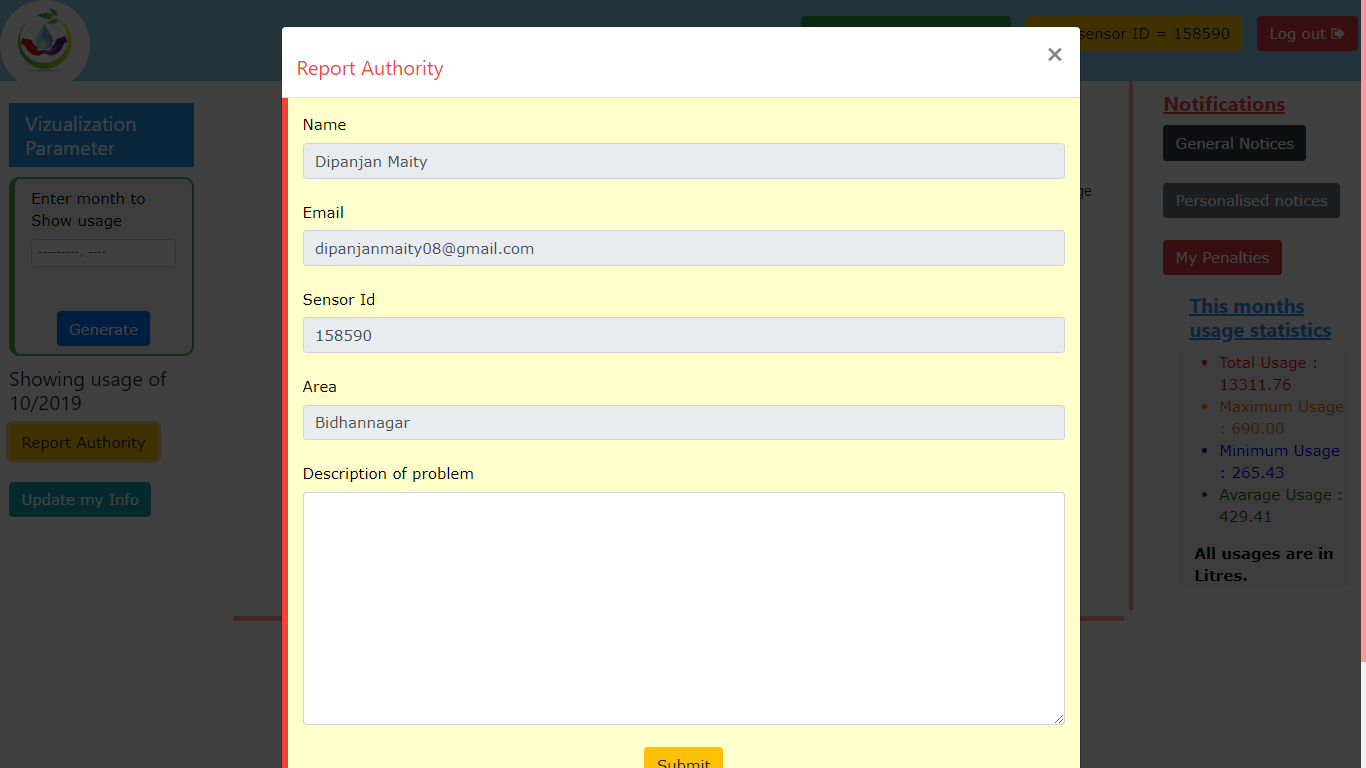 sensor ID = 158590
Log out
Report Authority
×
Vizualization
Parameter
Enter month to
Show usage
---------, ----
Generate
Showing usage of
10/2019
Report Authority
Update my Info
Name
Dipanjan Maity
Email
dipanjanmaity08@gmail.com
Sensor Id
158590
Area
Bidhannagar
Description of problem
Submit
Notifications
General Notices
Personalised notices
My Penalties
This months
usage statistics
Total Usage :
13311.76
Maximum Usage
: 690.00
Minimum Usage
: 265.43
Avarage Usage :
429.41
All usages are in
Litres.